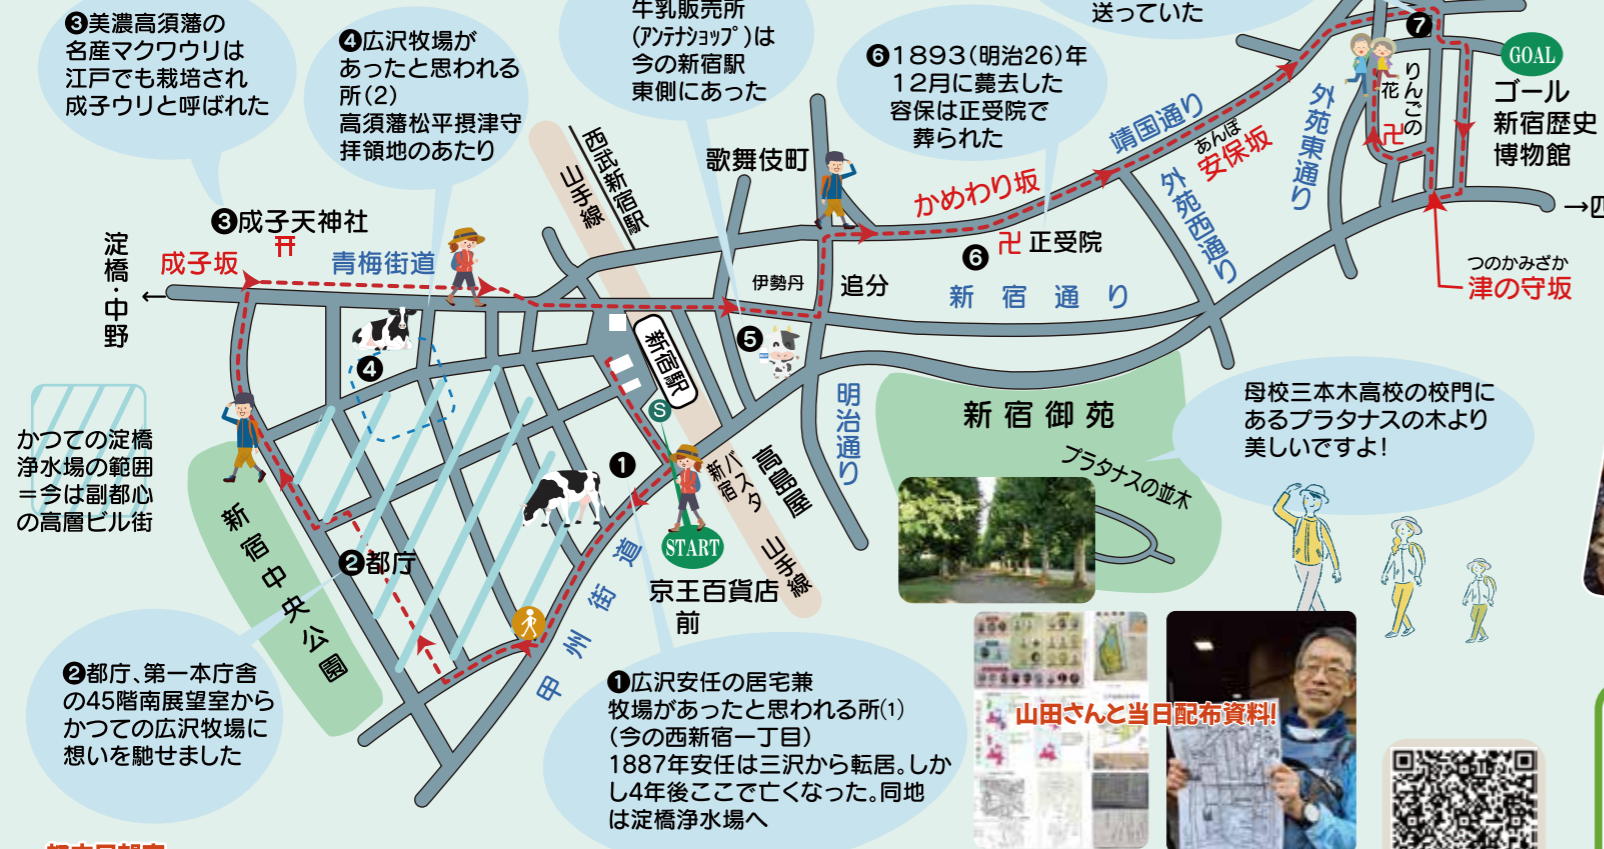 ❸美濃高須藩の
名産マクワウリは
江戸でも栽培され
成子ウリと呼ばれた
❹広沢牧場が
あったと思われる
所(2)
高須藩松平摂津守
拝領地のあたり
牛乳販売所
(ｱﾝﾃﾅｼｮｯﾌﾟ)は
今の新宿駅
東側にあった
❻1893(明治26)年
12月に薨去した
容保は正受院で
葬られた
送っていた
❼
GOAL
ゴール
新宿歴史
博物館
りんごの
花
卍
外苑東通り
靖国通り
あんぽ
安保坂
外苑西通り
かめわり坂
歌舞伎町
西武新宿駅
山手線
❸成子天神社
成子坂
青梅街道
淀橋・中野
←
❻
卍 正受院
伊勢丹
追分
新宿通り
→四
つのかみざか
津の守坂
❹
❺
新宿駅
S
明治通り
新宿御苑
プラタナスの並木
母校三本木高校の校門に
あるプラタナスの木より
美しいですよ!
かつての淀橋
浄水場の範囲
＝今は副都心
の高層ビル街
❶
バスタ
新宿
高島屋
START
山手線
京王百貨店
前
新宿中央公園
❷都庁
甲州街道
❷都庁、第一本庁舎
の45階南展望室から
かつての広沢牧場に
想いを馳せました
❶広沢安任の居宅兼
牧場があったと思われる所(1)
(今の西新宿一丁目)
1887年安任は三沢から転居。しか
し4年後ここで亡くなった。同地
は淀橋浄水場へ
山田さんと当日配布資料!